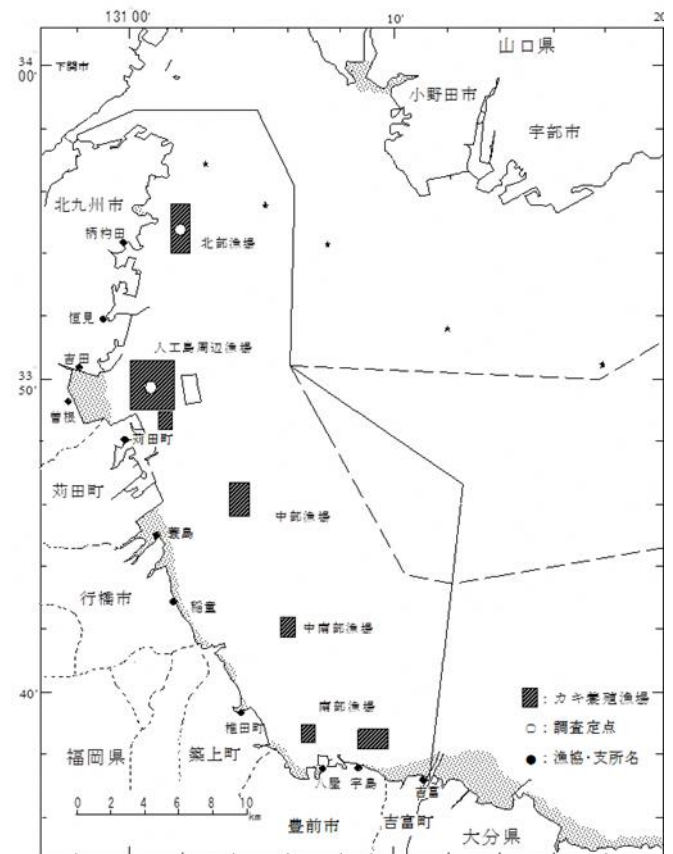 131 00′
10′
20
34
00′
下関市
山口県
小野田市
宇部市
北九州市
柄杓田
北部漁場
恒見
人工島周辺漁場
吉田
33
50′
曽根
苅田町
苅田町
中部漁場
蓑島
行橋市
稲童
中南部漁場
40′
南部漁場
：カキ養殖漁場
：調査定点
：漁協・支所名
椎田町
福岡県
築上町
八屋
宇島
吉富
0 2 4 6 8 10
km
豊前市
吉富町
大分県